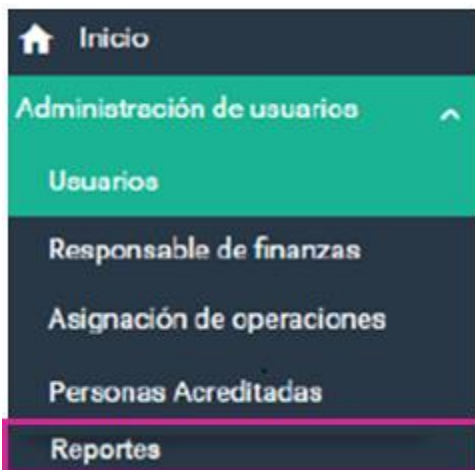 Inicio
Administración de usuarios
Usuarios
Responsable de finanzas
Asignación de operaciones
Personas Acreditadas
Reportes